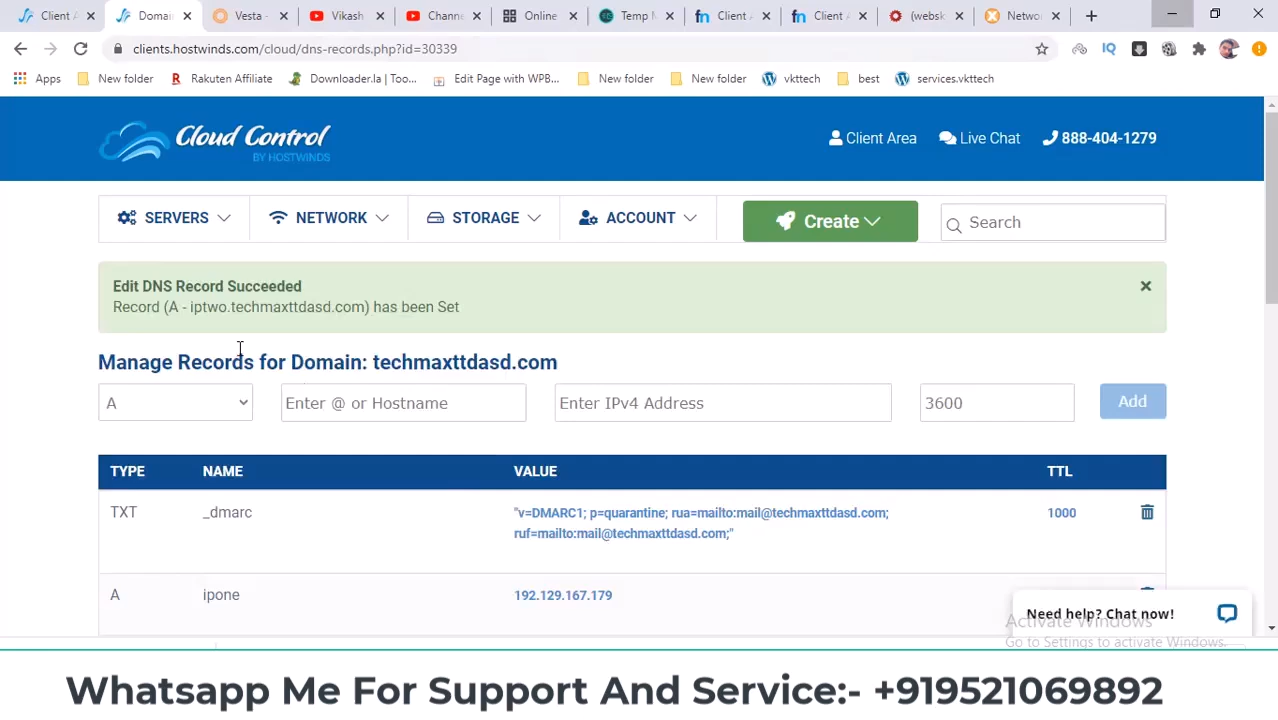 Client A
Domai
Vesta -
Vikash
Chann
Online
Temp M
Client
Client
(websk
Netwo
clients.hostwinds.com/cloud/dns-records.php?id=30339
IQ
Apps
New folder
Rakuten Affiliate
Downloader.la | Too...
Edit Page with WPB...
New folder
New folder
vkttech
best
services.vkttech
Cloud Control
BY HOSTWINDS
Client Area
Live Chat
888-404-1279
SERVERS
NETWORK
STORAGE
ACCOUNT
Create
Search
Edit DNS Record Succeeded
Record (A - iptwo.techmaxttdasd.com) has been Set
Manage Records for Domain: techmaxttdasd.com
A
Enter @ or Hostname
Enter IPv4 Address
3600
Add
TYPE NAME VALUE TTL
TXT _dmarc "v=DMARC1; p=quarantine; rua=mailto:mail@techmaxttdasd.com; 1000
ruf=mailto:mail@techmaxttdasd.com;"
A ipone 192.129.167.179
Need help? Chat now!
Activate Windows
Go to Settings to activate Windows.
Whatsapp Me For Support And Service:- +919521069892